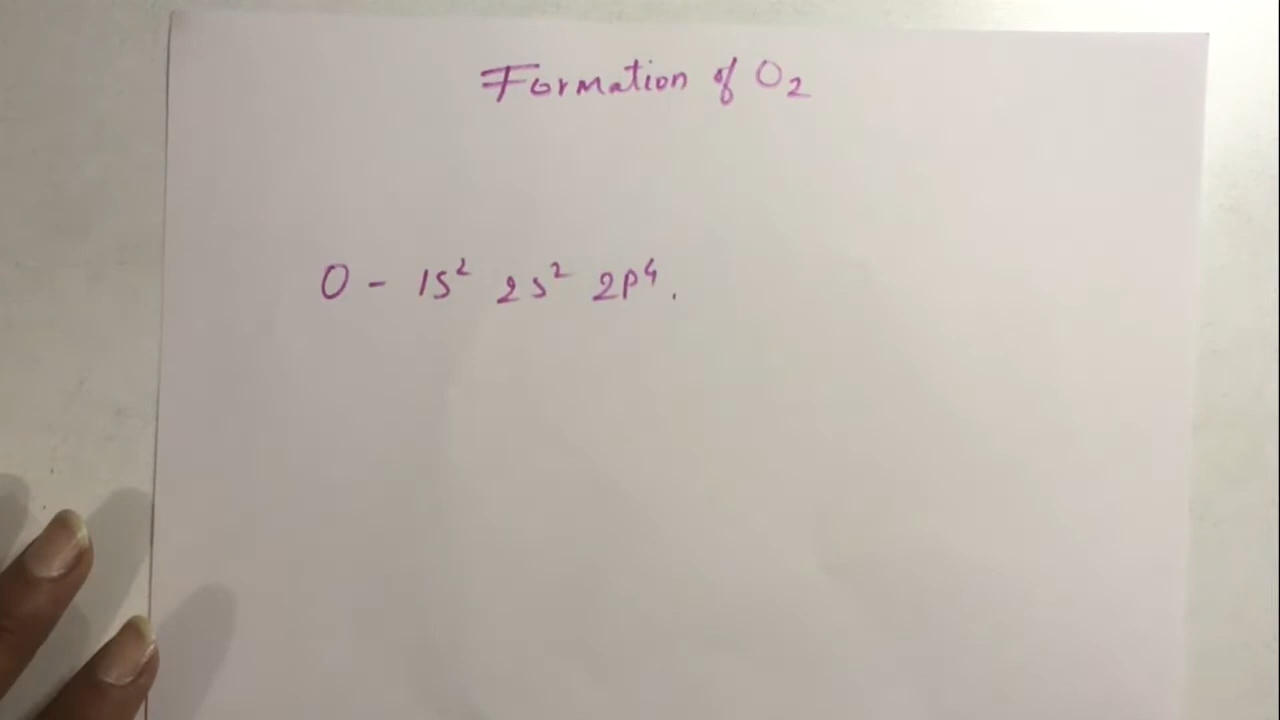 Formation of O₂
O - 1s² 2s² 2p⁴.